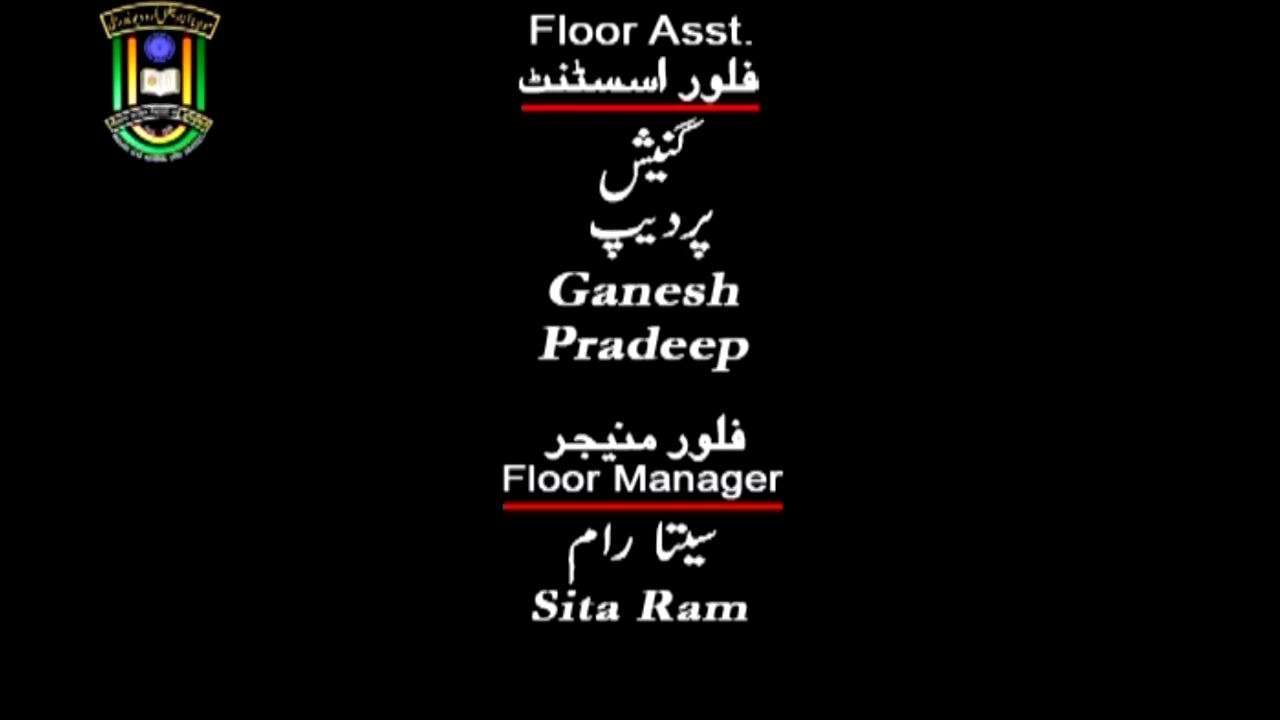 Floor Asst.
فلور اسسٹنٹ
گنیش
پردیپ
Ganesh
Pradeep
فلور منیجر
Floor Manager
سیتا رام
Sita Ram